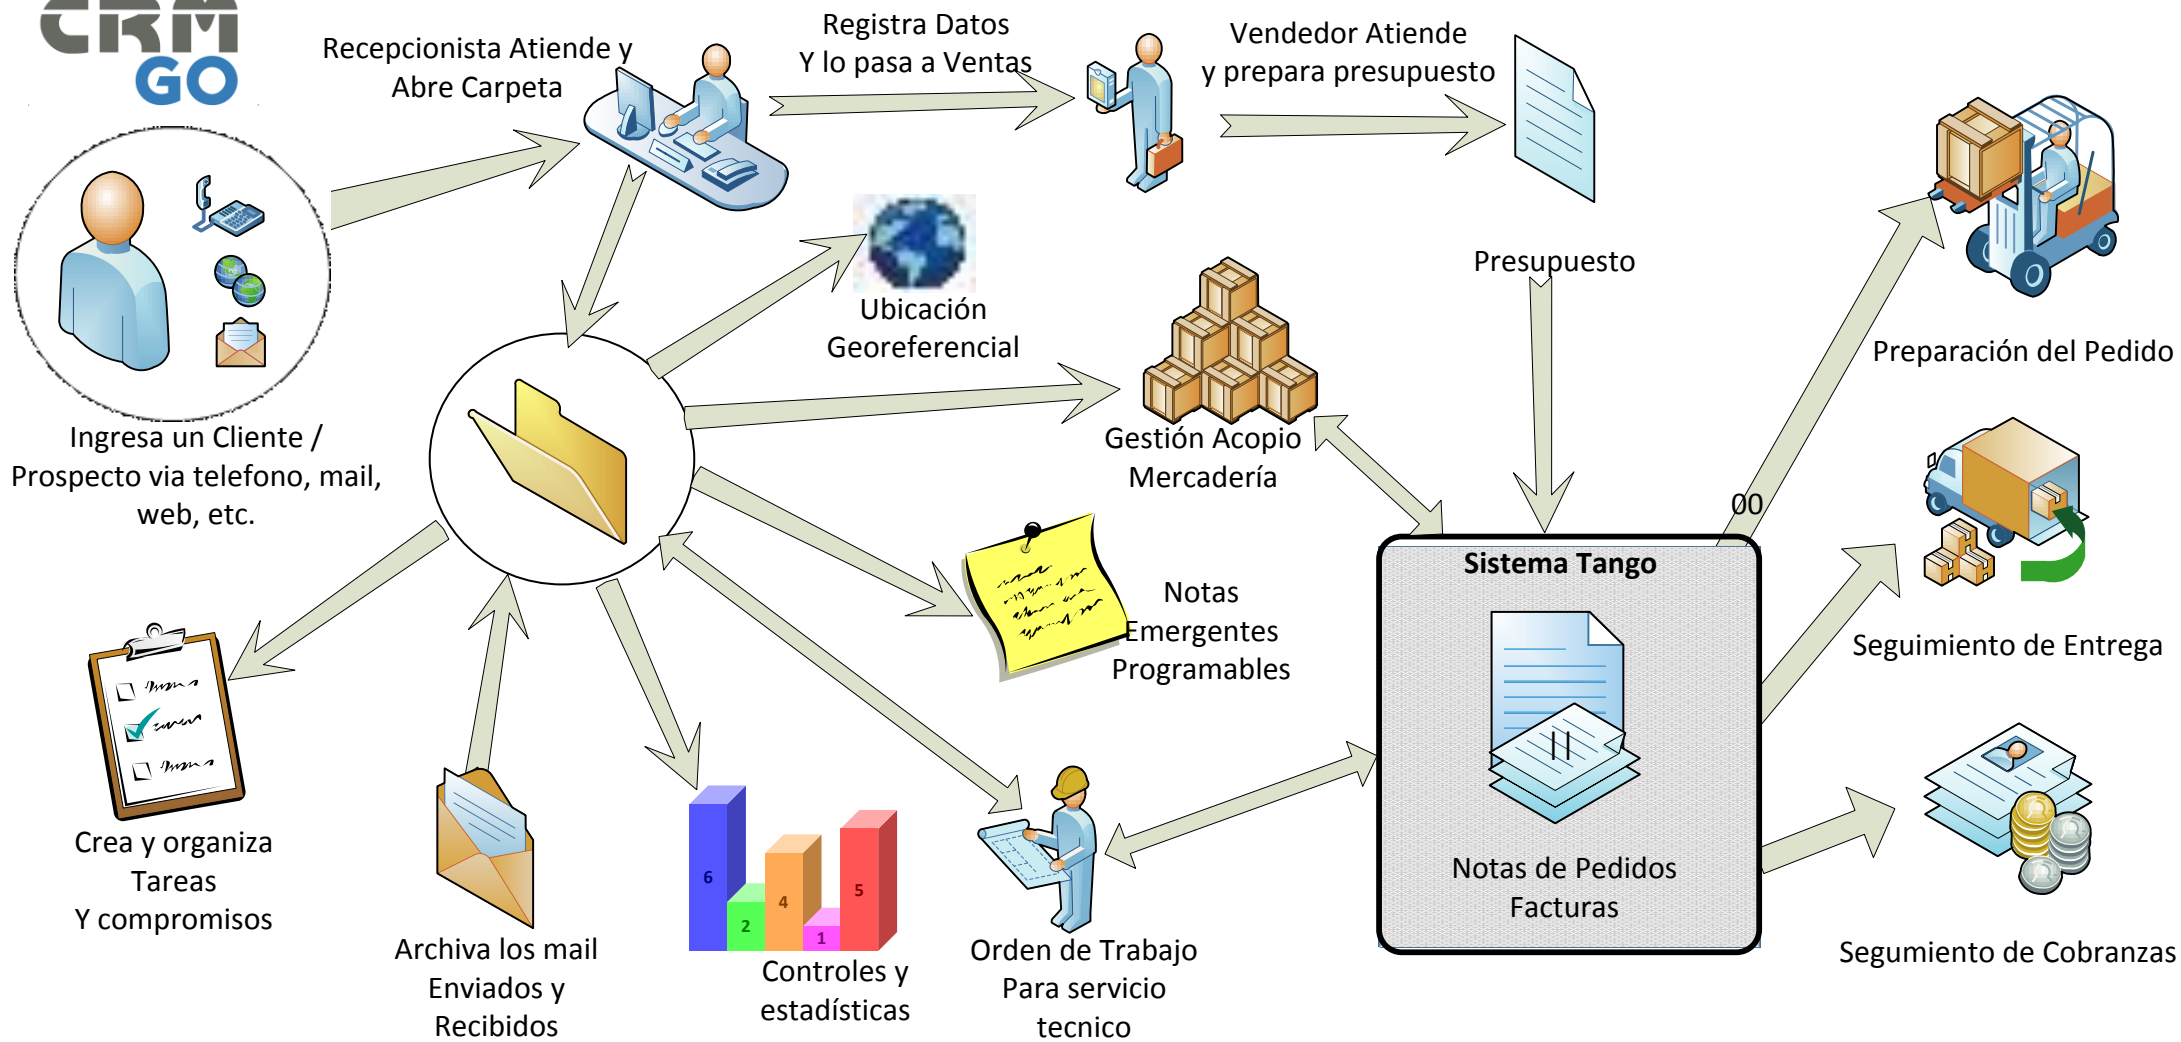 CRM
GO
Recepcionista Atiende y
Abre Carpeta
Registra Datos
Y lo pasa a Ventas
Vendedor Atiende
y prepara presupuesto
Ingresa un Cliente /
Prospecto via telefono, mail,
web, etc.
Ubicación
Georeferencial
Presupuesto
Preparación del Pedido
Gestión Acopio
Mercadería
00
Sistema Tango
Notas
Emergentes
Programables
Seguimiento de Entrega
Notas de Pedidos
Facturas
Crea y organiza
Tareas
Y compromisos
Archiva los mail
Enviados y
Recibidos
6
2
4
1
5
Controles y
estadísticas
Orden de Trabajo
Para servicio
tecnico
Segumiento de Cobranzas